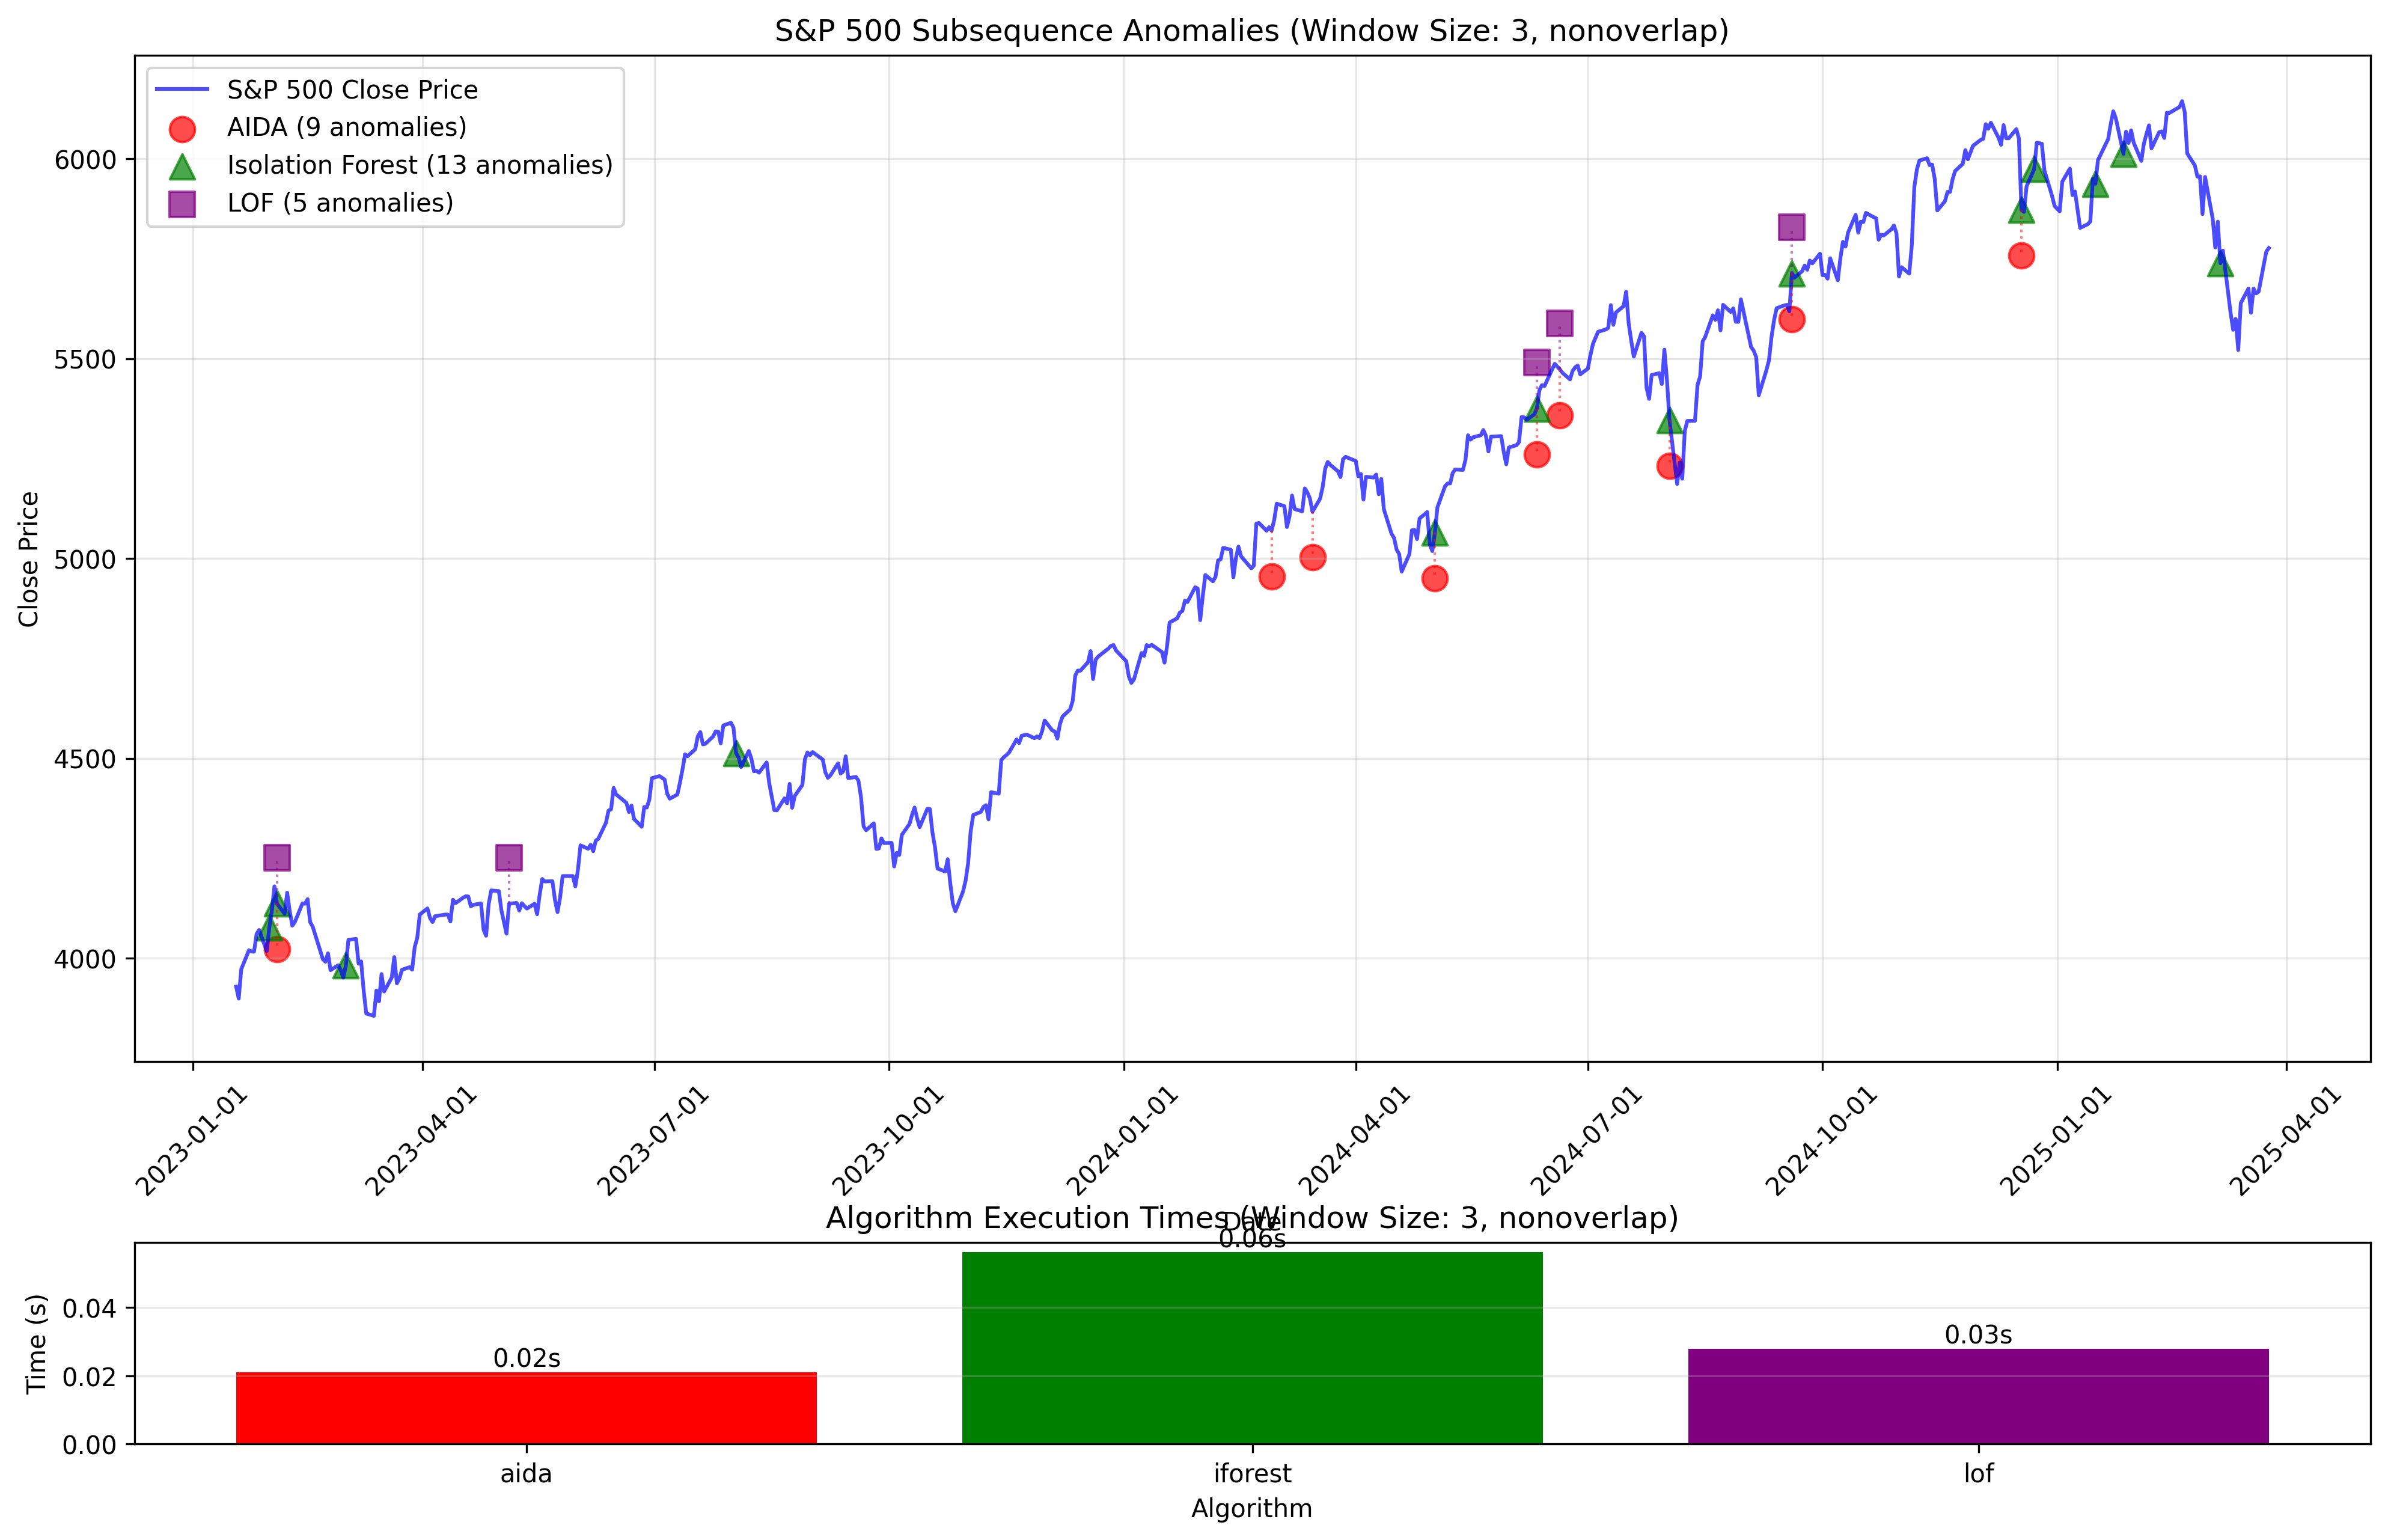 S&P 500 Subsequence Anomalies (Window Size: 3, nonoverlap)
S&P 500 Close Price
AIDA (9 anomalies)
Isolation Forest (13 anomalies)
LOF (5 anomalies)
Close Price
6000
5500
5000
4500
4000
2023-01-01
2023-04-01
2023-07-01
2023-10-01
2024-01-01
2024-04-01
2024-07-01
2024-10-01
2025-01-01
2025-04-01
Date
Algorithm Execution Times (Window Size: 3, nonoverlap)
Time (s)
0.04
0.02
0.00
0.02s
0.06s
0.03s
aida
iforest
lof
Algorithm